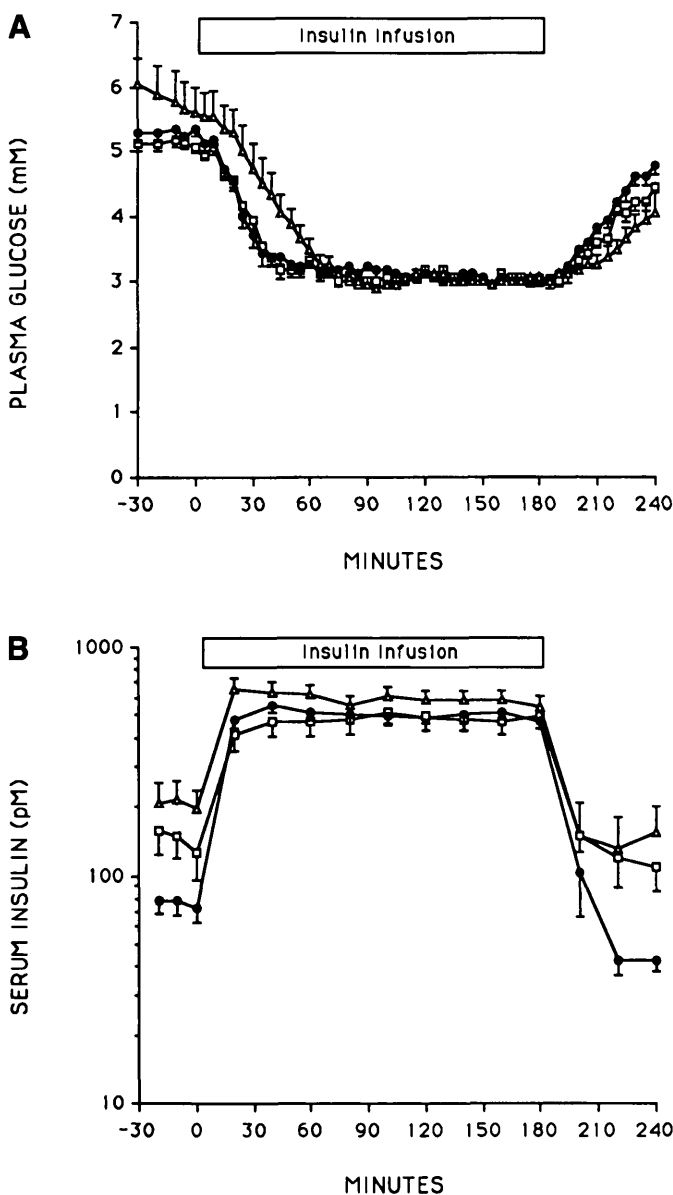 A
Insulin Infusion
7
6
5
4
3
2
1
0
PLASMA GLUCOSE (mM)
-30 0 30 60 90 120 150 180 210 240
MINUTES
B
Insulin Infusion
1000
100
10
SERUM INSULIN (pM)
-30 0 30 60 90 120 150 180 210 240
MINUTES